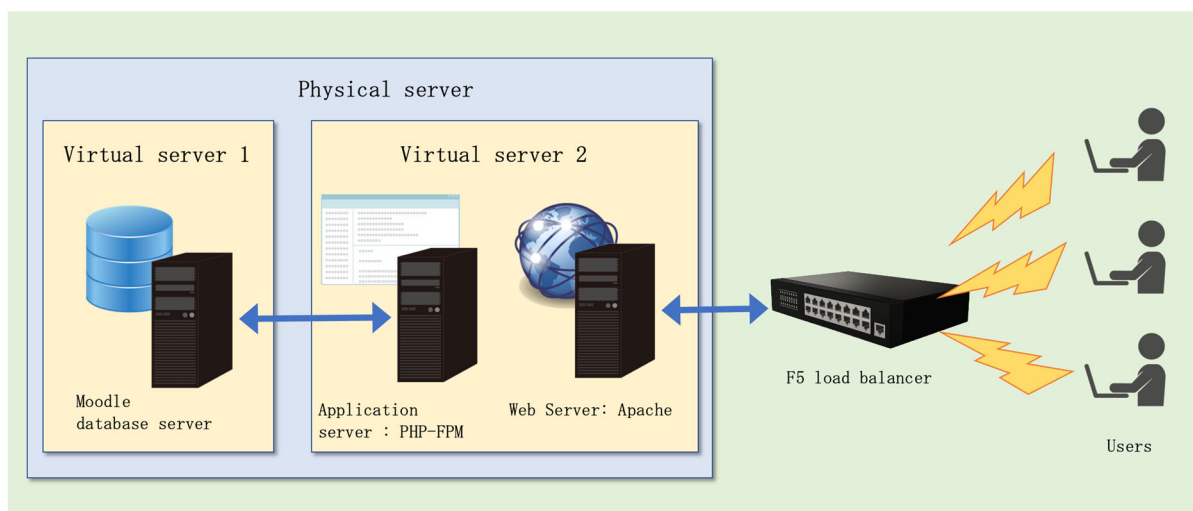 Physical server
Virtual server 1
Virtual server 2
Moodle
database server
Application
server : PHP-FPM
Web Server: Apache
F5 load balancer
Users